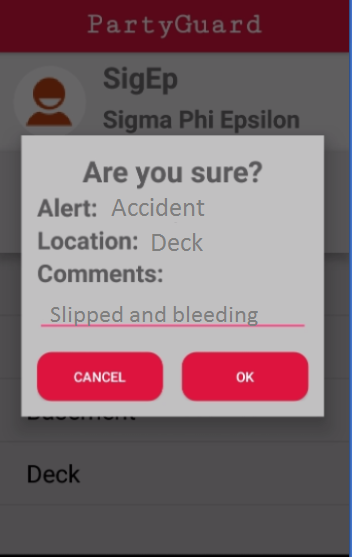 PartyGuard
SigEp
Sigma Phi Epsilon
Are you sure?
Alert: Accident
Location: Deck
Comments:
Slipped and bleeding
CANCEL OK
Basement
Deck